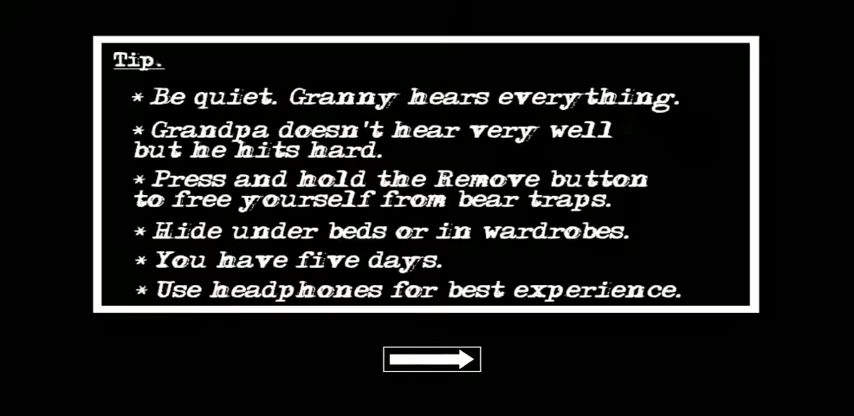 Tip.
* Be quiet. Granny hears everything.
* Grandpa doesn't hear very well
but he hits hard.
* Press and hold the Remove button
to free yourself from bear traps.
* Hide under beds or in wardrobes.
* You have five days.
* Use headphones for best experience.